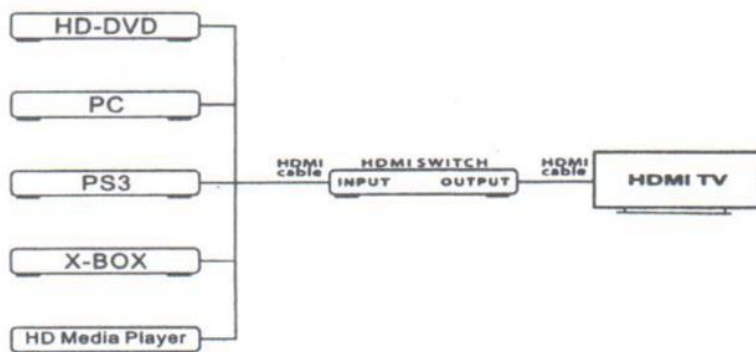 HD-DVD
PC
PS3
X-BOX
HD Media Player
HDMI
cable
HDMI SWITCH
INPUT OUTPUT
HDMI
cable
HDMI TV